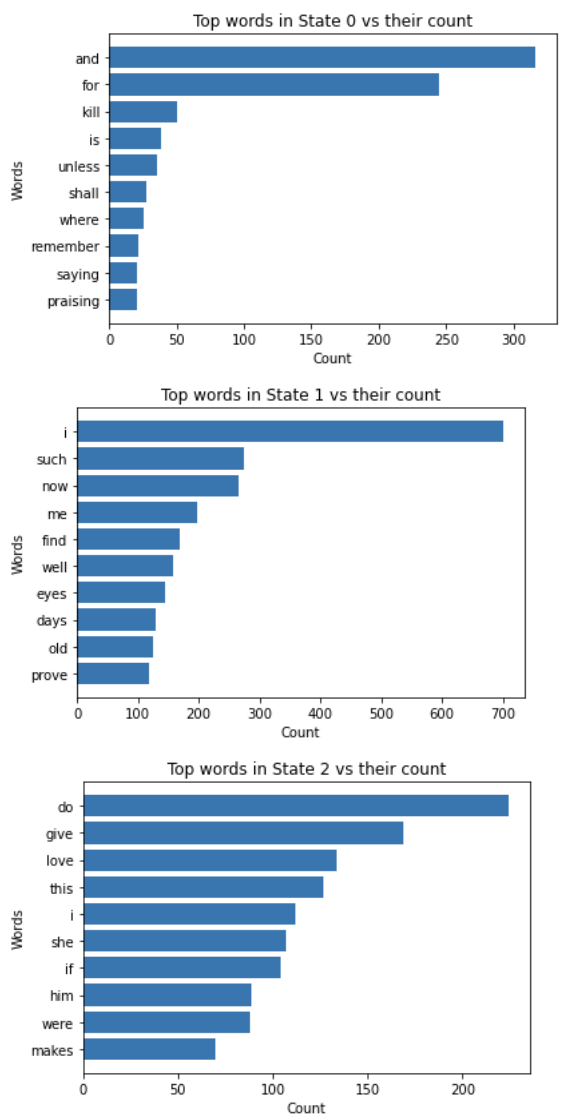 Top words in State 0 vs their count
and
for
kill
is
unless
shall
where
remember
saying
praising
Words
0 50 100 150 200 250 300
Count
Top words in State 1 vs their count
i
such
now
me
find
well
eyes
days
old
prove
Words
0 100 200 300 400 500 600 700
Count
Top words in State 2 vs their count
do
give
love
this
i
she
if
him
were
makes
Words
0 50 100 150 200
Count